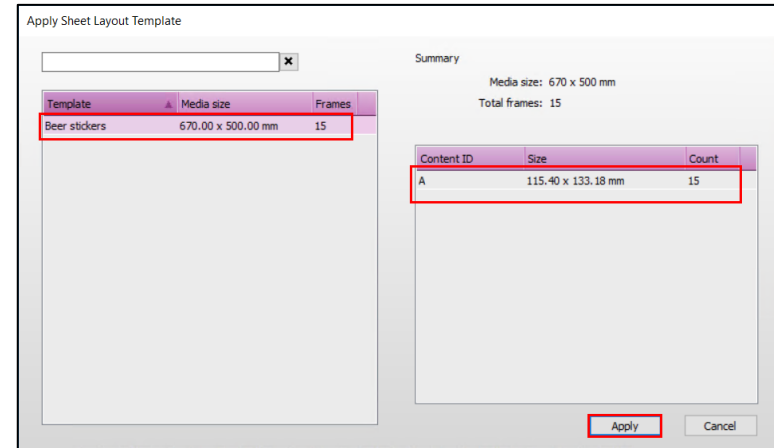 Apply Sheet Layout Template
Template Media size Frames
Beer stickers 670.00 x 500.00 mm 15
Summary
Media size: 670 x 500 mm
Total frames: 15
Content ID Size Count
A 115.40 x 133.18 mm 15
Apply Cancel